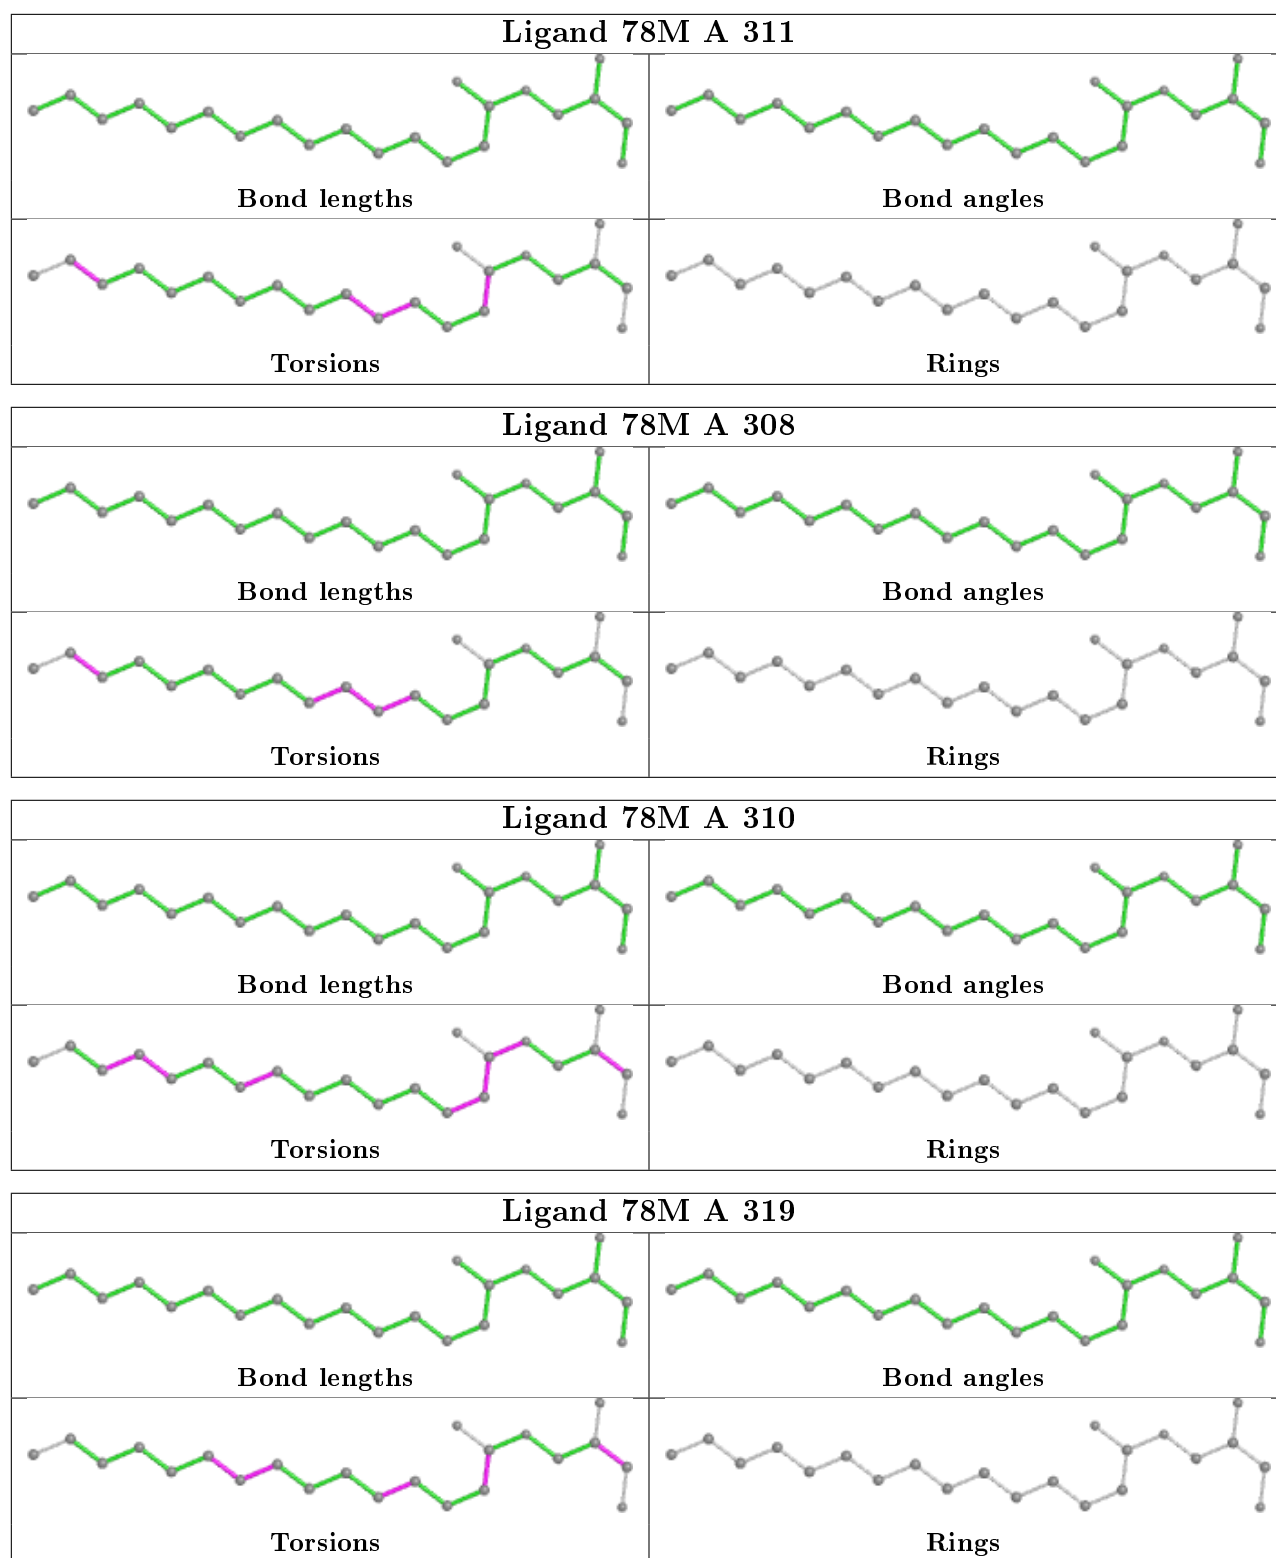 Ligand 78M A 311
Bond lengths
Bond angles
Torsions
Rings
Ligand 78M A 308
Bond lengths
Bond angles
Torsions
Rings
Ligand 78M A 310
Bond lengths
Bond angles
Torsions
Rings
Ligand 78M A 319
Bond lengths
Bond angles
Torsions
Rings